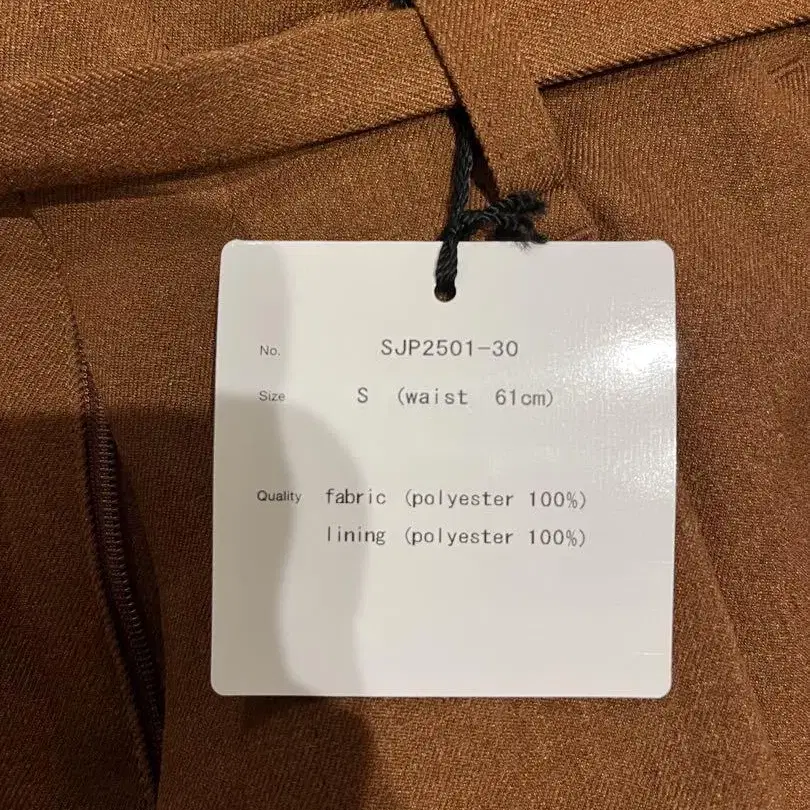 No. SJP2501-30
Size S (waist 61cm)
Quality fabric (polyester 100%)
lining (polyester 100%)